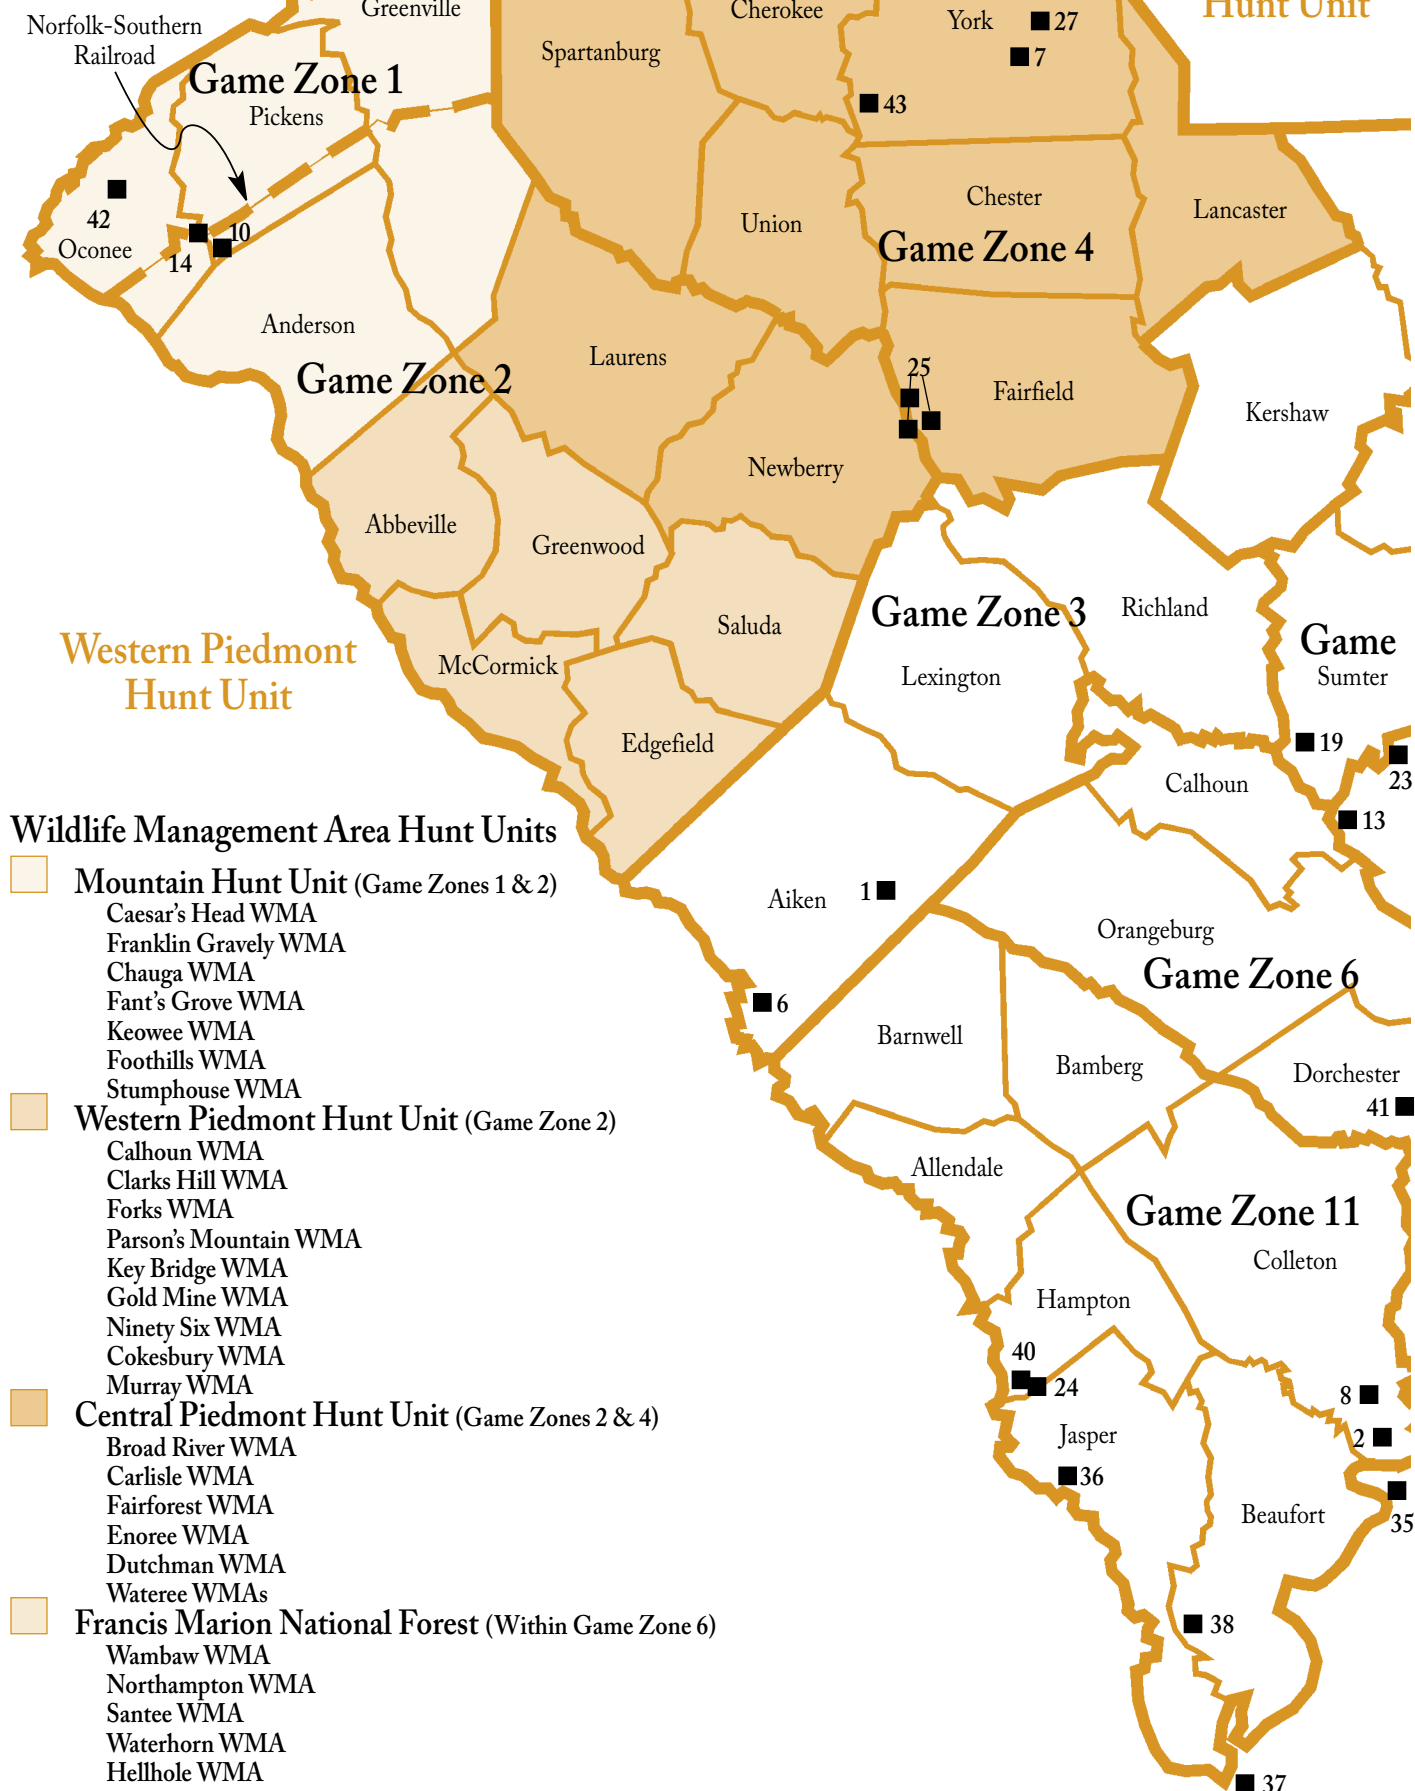 Greenville
Cherokee
Hunt Unit
Norfolk-Southern
Railroad
York
27
Spartanburg
7
Game Zone 1
43
Pickens
Chester
42
Union
Lancaster
10
Oconee
14
Game Zone 4
Anderson
Laurens
Game Zone 2
25
Fairfield
Kershaw
Newberry
Abbeville
Greenwood
Game Zone 3
Richland
Saluda
Game
Western Piedmont
Hunt Unit
McCormick
Lexington
Sumter
Edgefield
19
Calhoun
23
13
Wildlife Management Area Hunt Units
Mountain Hunt Unit (Game Zones 1 & 2)
Caesar's Head WMA
Franklin Gravely WMA
Chauga WMA
Fant's Grove WMA
Keowee WMA
Foothills WMA
Stumphouse WMA
Western Piedmont Hunt Unit (Game Zone 2)
Calhoun WMA
Clarks Hill WMA
Forks WMA
Parson's Mountain WMA
Key Bridge WMA
Gold Mine WMA
Ninety Six WMA
Cokesbury WMA
Murray WMA
Central Piedmont Hunt Unit (Game Zones 2 & 4)
Broad River WMA
Carlisle WMA
Fairforest WMA
Enoree WMA
Dutchman WMA
Wateree WMAs
Francis Marion National Forest (Within Game Zone 6)
Wambaw WMA
Northampton WMA
Santee WMA
Waterhorn WMA
Hellhole WMA
Aiken
1
Orangeburg
Game Zone 6
6
Barnwell
Bamberg
Dorchester
41
Allendale
Game Zone 11
Colleton
Hampton
40
24
8
Jasper
2
36
Beaufort
35
38
37